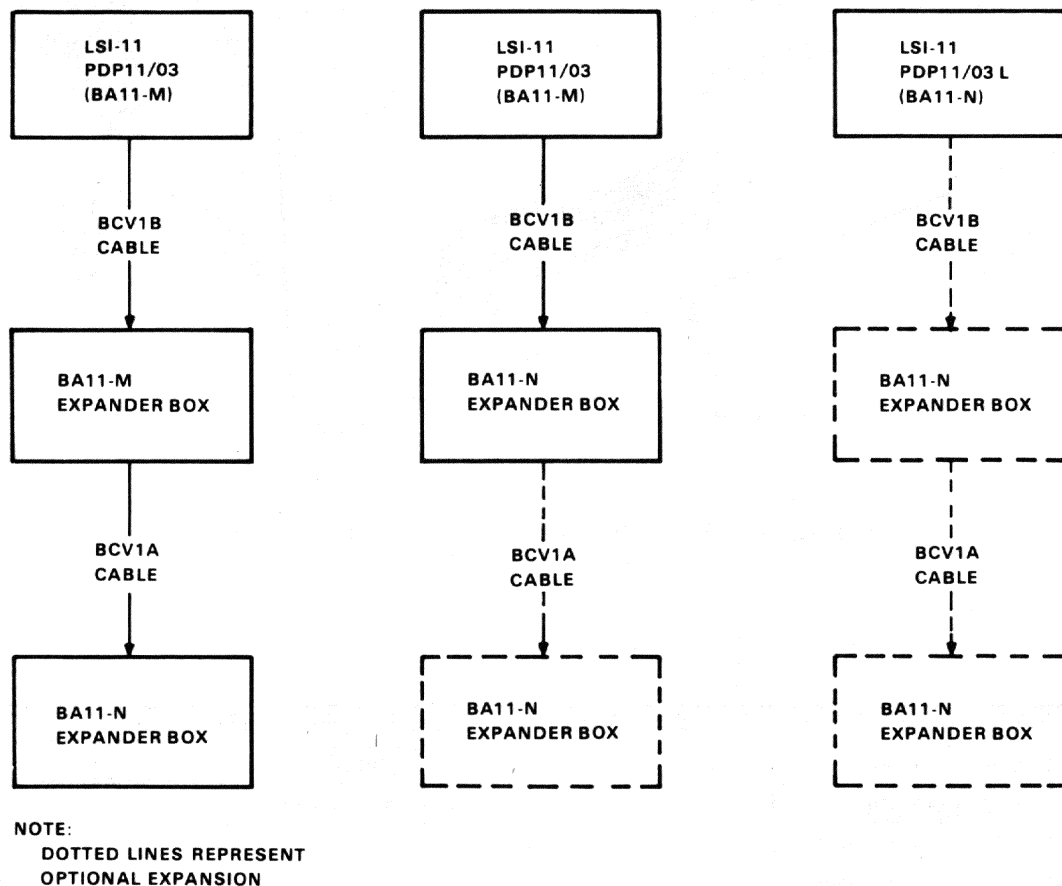 LSI-11
PDP11/03
(BA11-M)
BCV1B
CABLE
BA11-M
EXPANDER BOX
BCV1A
CABLE
BA11-N
EXPANDER BOX
LSI-11
PDP11/03
(BA11-M)
BCV1B
CABLE
BA11-N
EXPANDER BOX
BCV1A
CABLE
BA11-N
EXPANDER BOX
LSI-11
PDP11/03 L
(BA11-N)
BCV1B
CABLE
BA11-N
EXPANDER BOX
BCV1A
CABLE
BA11-N
EXPANDER BOX
NOTE:
DOTTED LINES REPRESENT
OPTIONAL EXPANSION